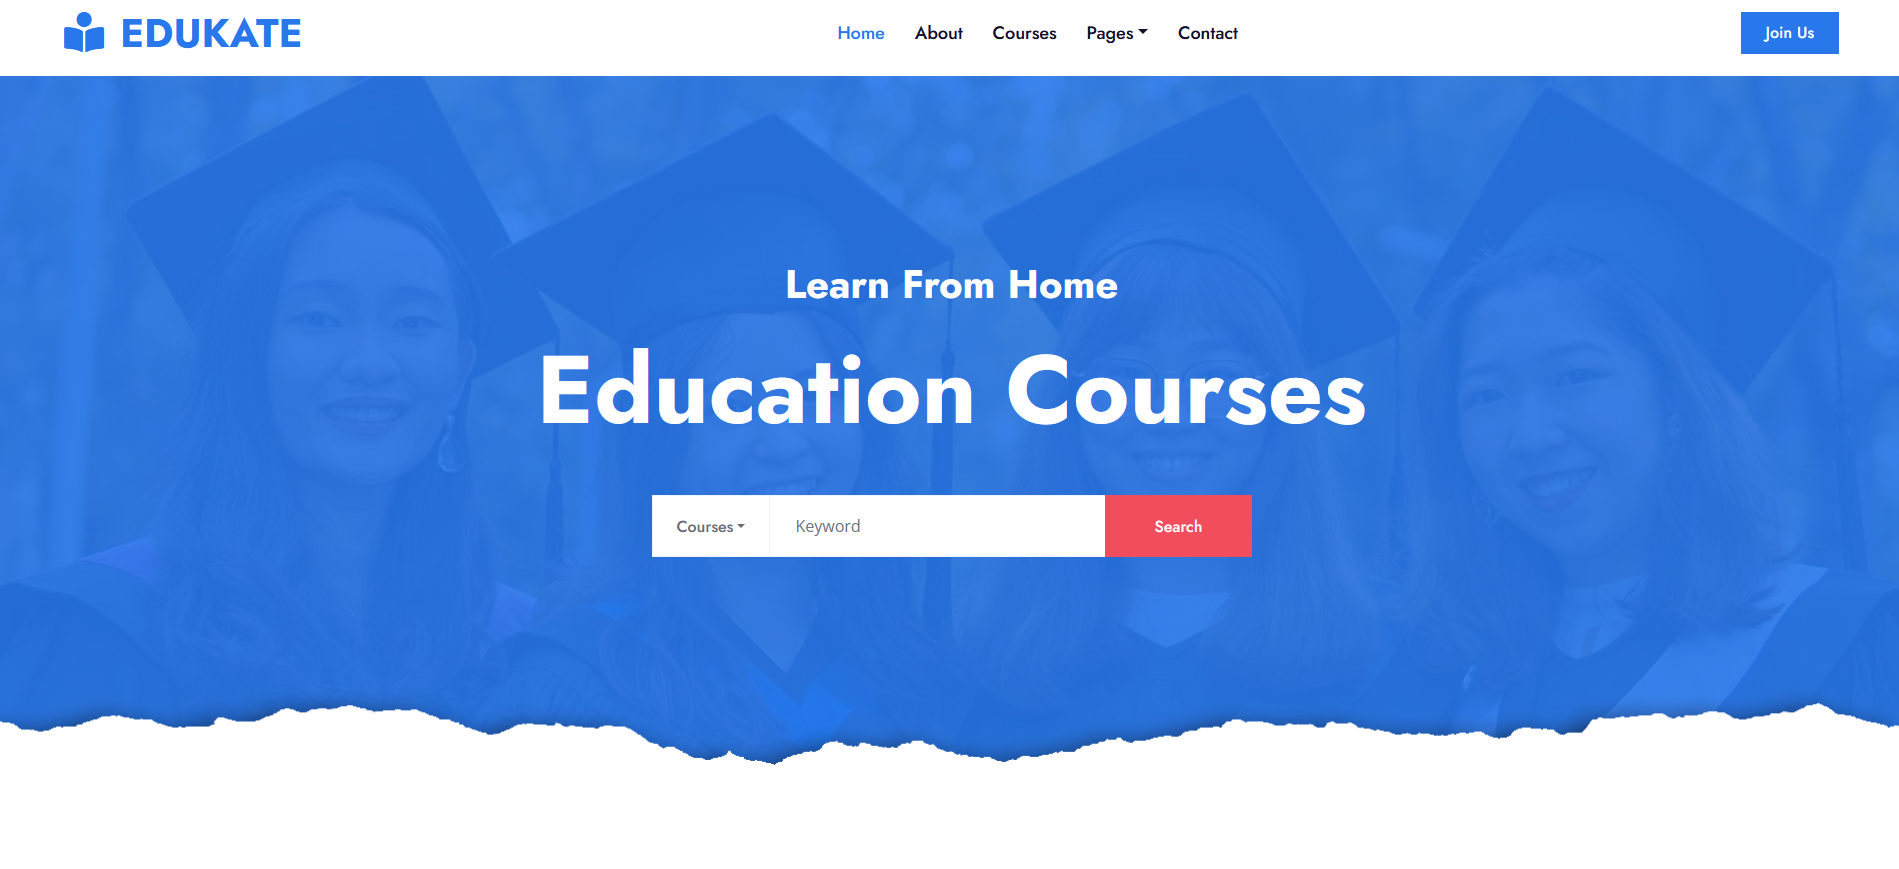 EDUKATE
Home About Courses Pages Contact
Join Us
Learn From Home
Education Courses
Courses Keyword Search